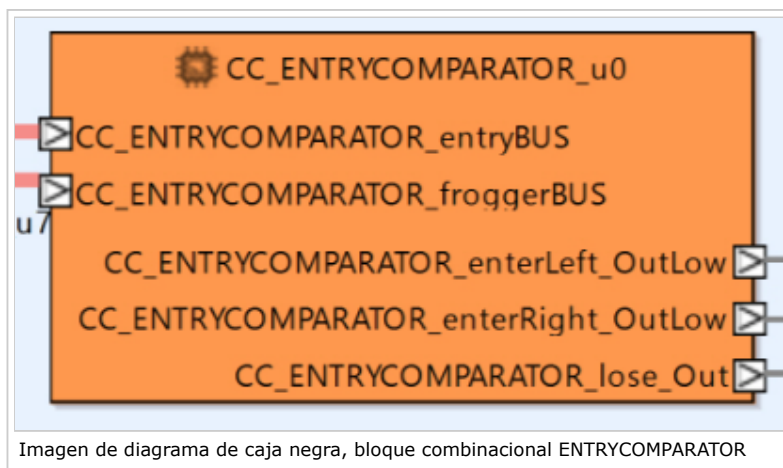 CC_ENTRYCOMPARATOR_u0
CC_ENTRYCOMPARATOR_entryBUS
CC_ENTRYCOMPARATOR_froggerBUS
u7
CC_ENTRYCOMPARATOR_enterLeft_OutLow
CC_ENTRYCOMPARATOR_enterRight_OutLow
CC_ENTRYCOMPARATOR_lose_Out
Imagen de diagrama de caja negra, bloque combinacional ENTRYCOMPARATOR